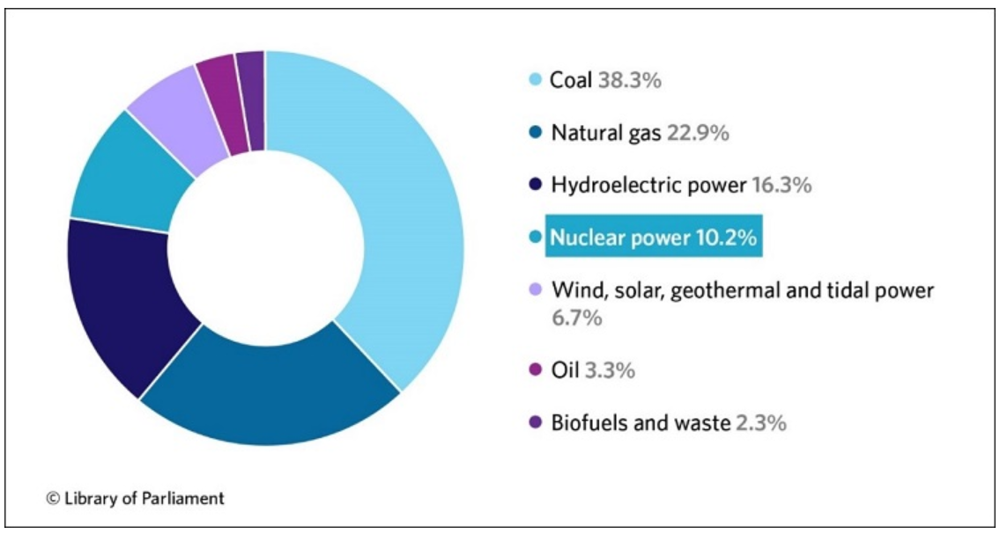 Coal 38.3%
Natural gas 22.9%
Hydroelectric power 16.3%
Nuclear power 10.2%
Wind, solar, geothermal and tidal power
6.7%
Oil 3.3%
Biofuels and waste 2.3%
© Library of Parliament